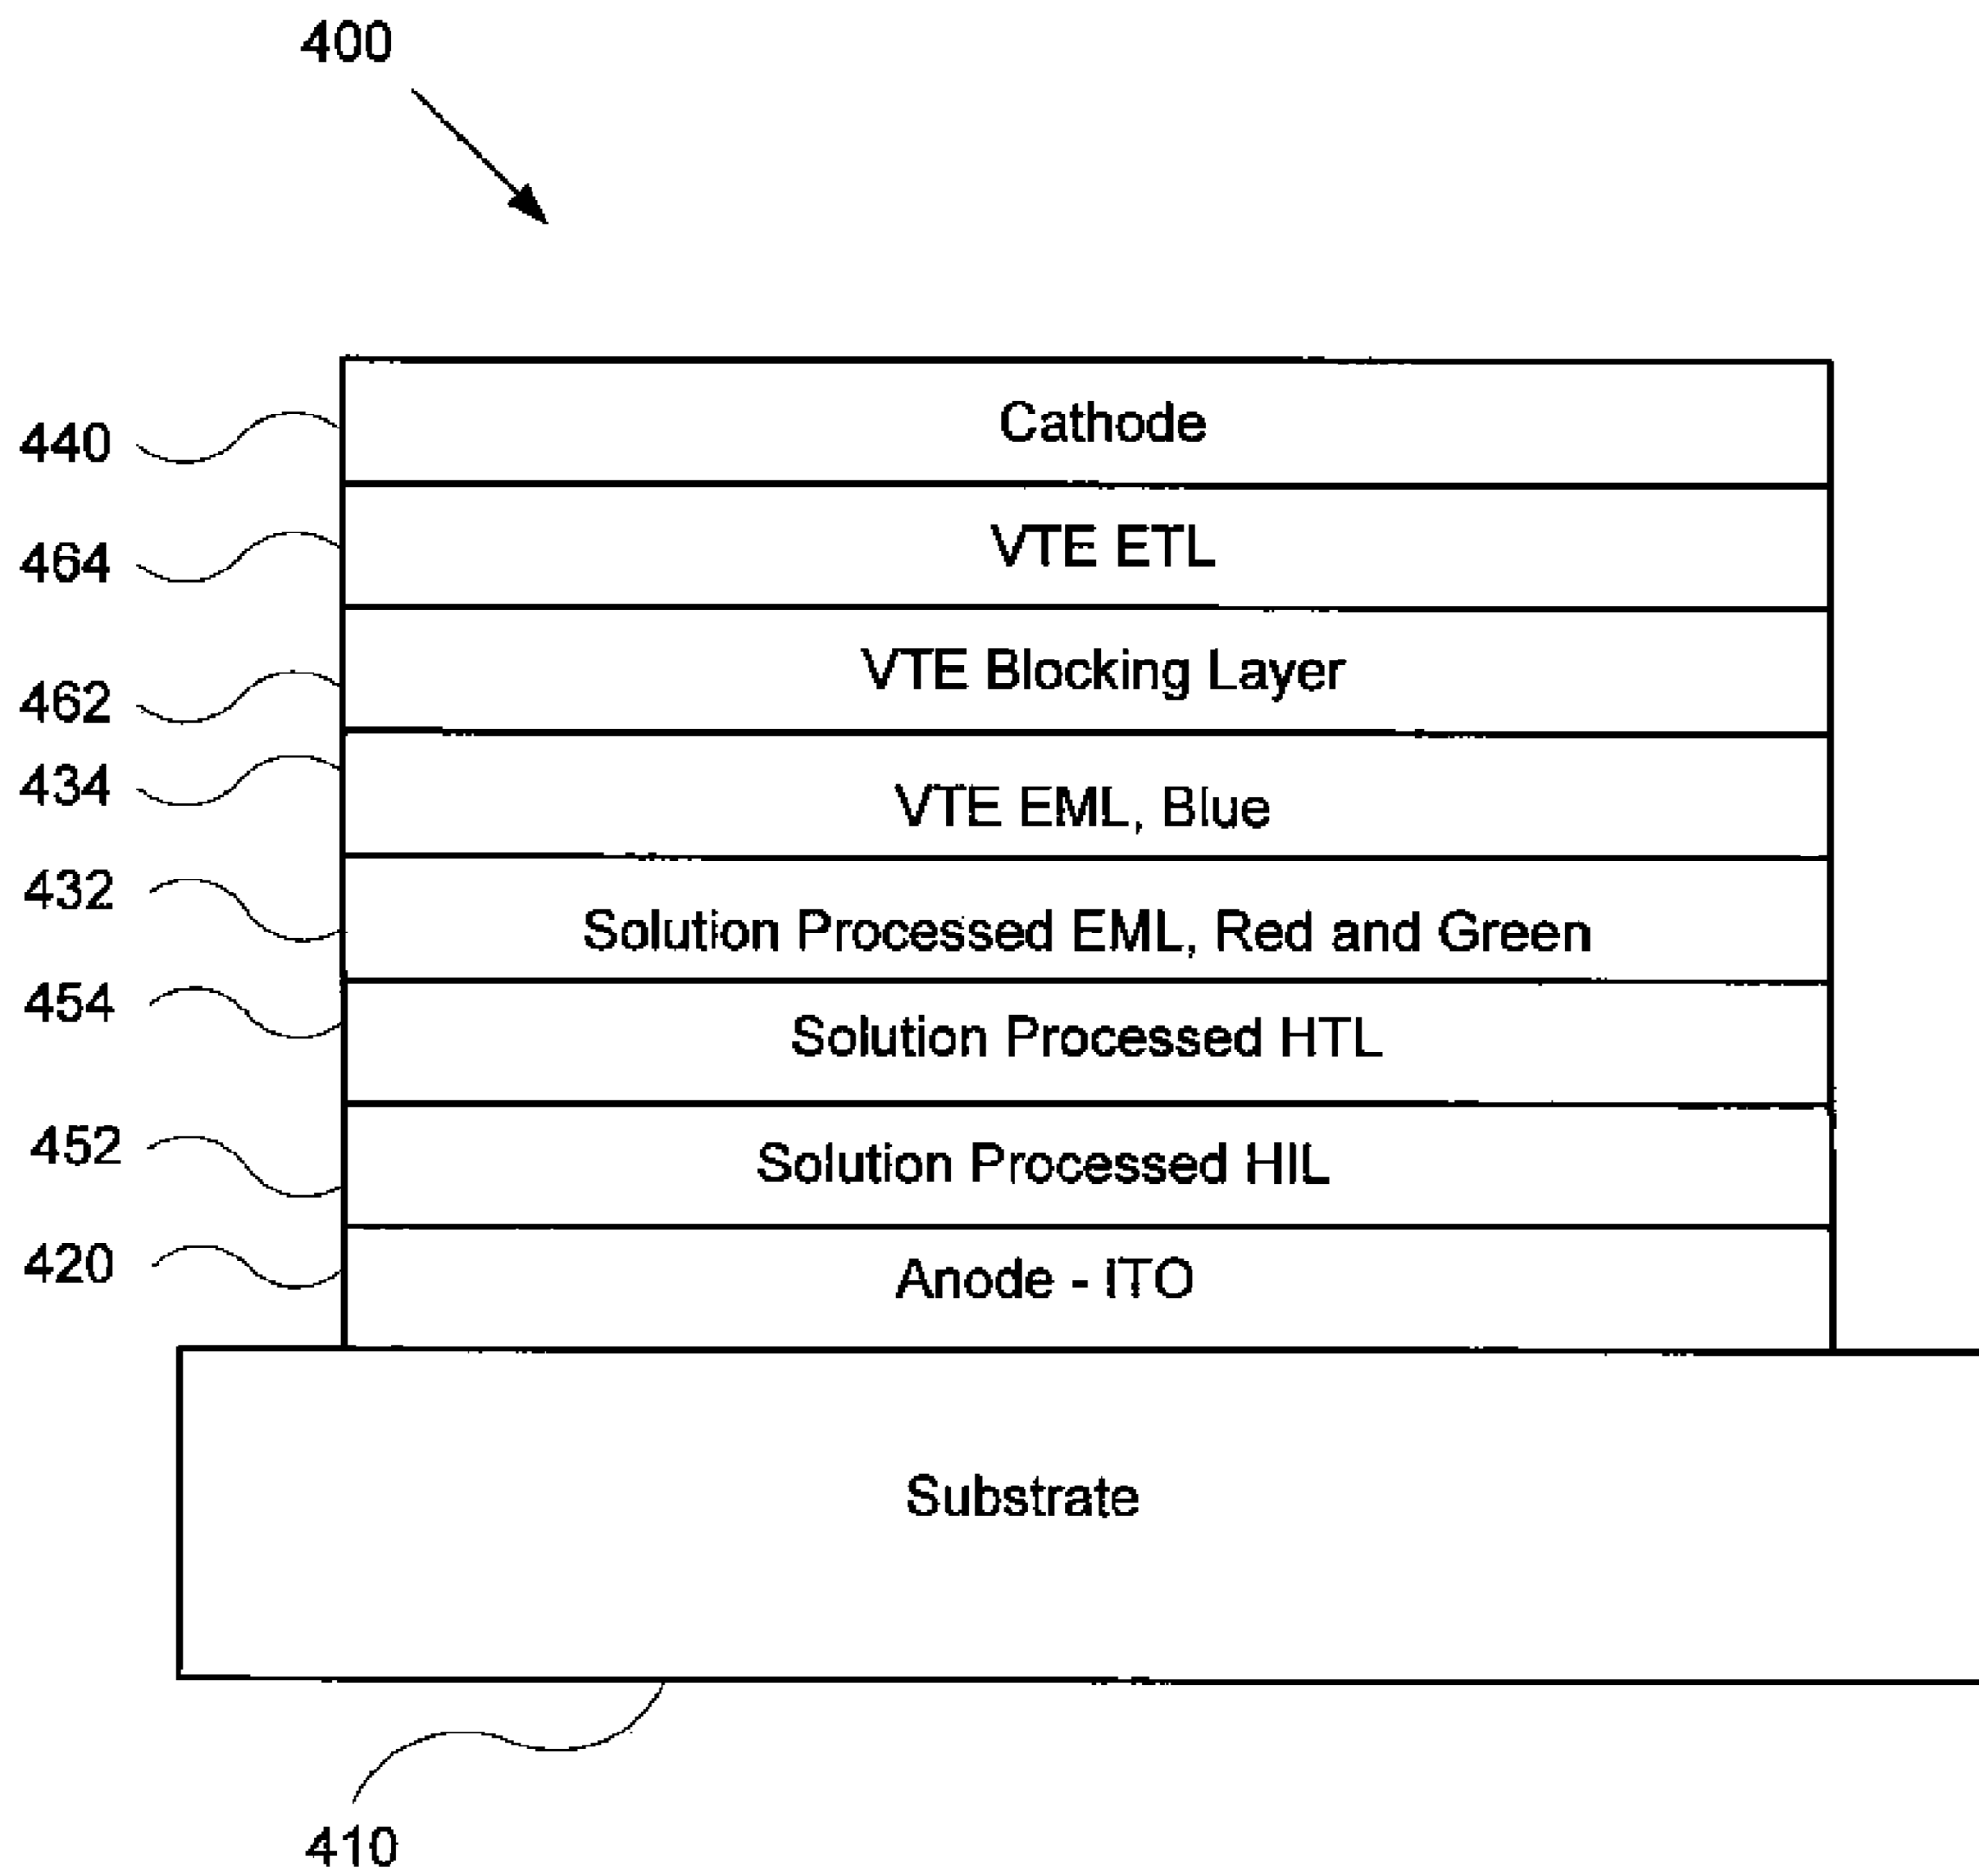 400
440
Cathode
464
VTE ETL
462
VTE Blocking Layer
434
VTE EML, Blue
432
Solution Processed EML, Red and Green
454
Solution Processed HTL
452
Solution Processed HIL
420
Anode - ITO
Substrate
410